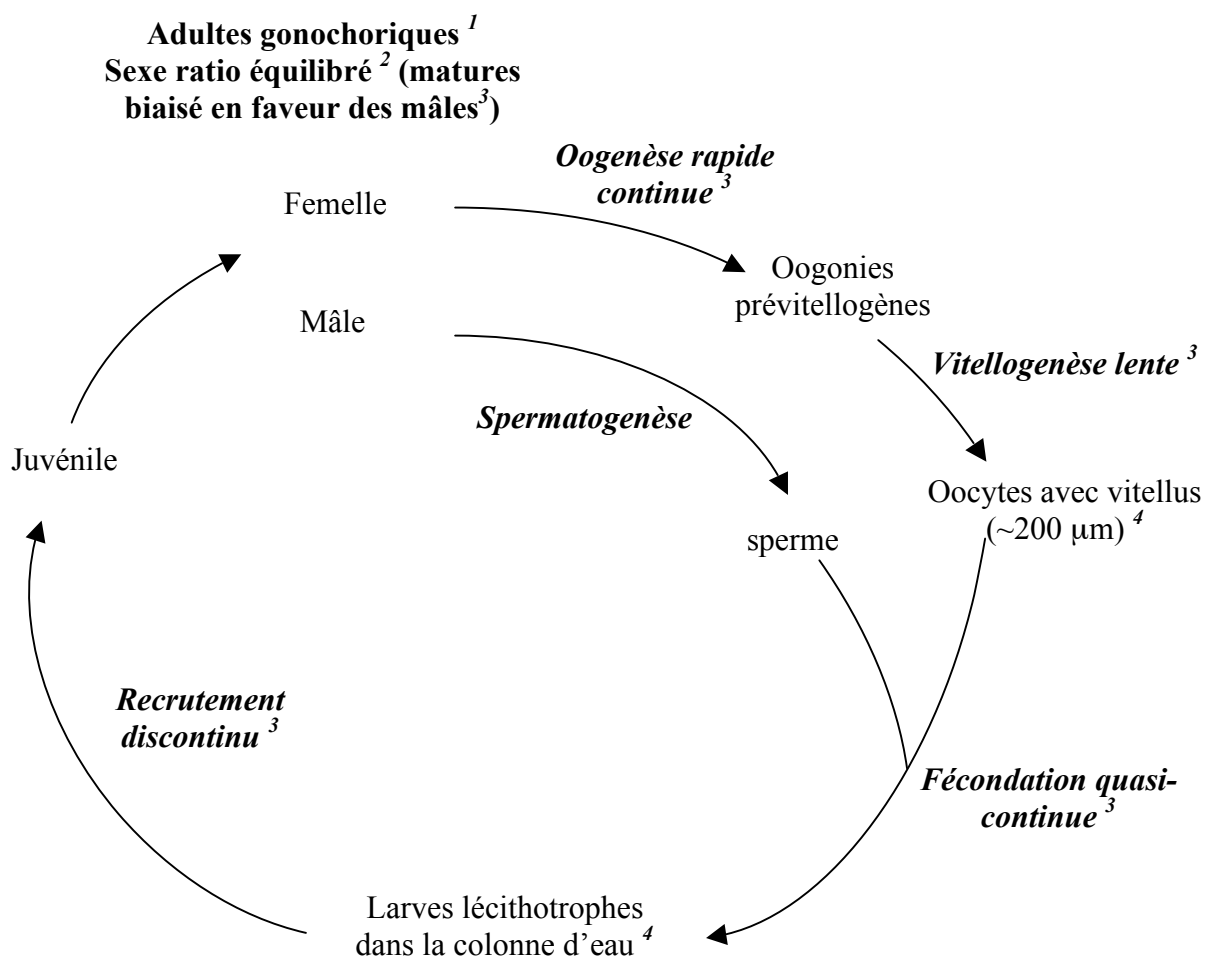 Adultes gonochoriques 1
Sexe ratio équilibré 2 (matures
biaisé en faveur des mâles3)
Oogenèse rapide
continue 3
Femelle
Oogonies
prévitellogènes
Mâle
Vitellogenèse lente 3
Spermatogenèse
Juvénile
Oocytes avec vitellus
(~200 µm) 4
sperme
Recrutement
discontinu 3
Fécondation quasi-
continue 3
Larves lécithotrophes
dans la colonne d’eau 4